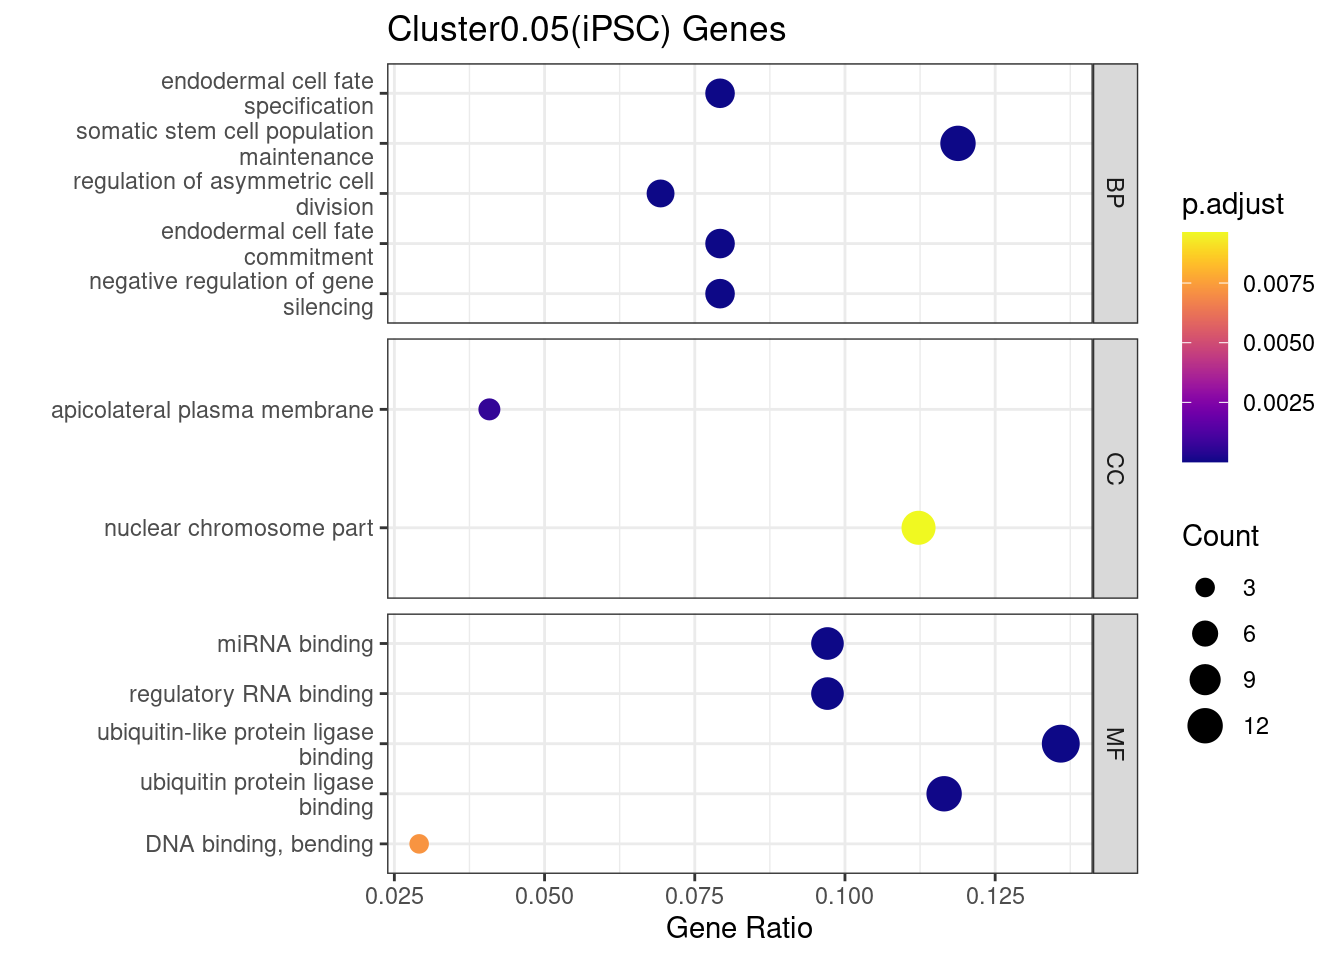 Cluster0.05(iPSC) Genes
endodermal cell fate
specification
somatic stem cell population
maintenance
regulation of asymmetric cell
division
endodermal cell fate
commitment
negative regulation of gene
silencing
BP
apicolateral plasma membrane
nuclear chromosome part
CC
miRNA binding
regulatory RNA binding
ubiquitin-like protein ligase
binding
ubiquitin protein ligase
binding
DNA binding, bending
MF
0.025 0.050 0.075 0.100 0.125
Gene Ratio
p.adjust
0.0075
0.0050
0.0025
Count
3
6
9
12